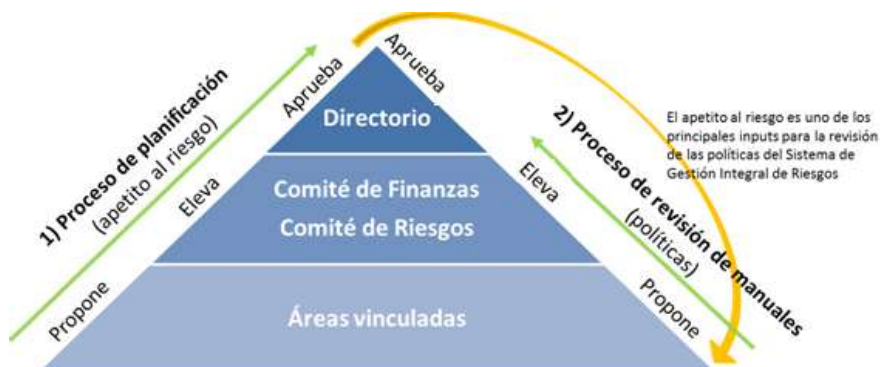 1) Proceso de planificación
(apetito al riesgo)
Propone
Eleva
Aprueba
Directorio
Comité de Finanzas
Comité de Riesgos
Áreas vinculadas
Aprueba
Eleva
Propone
2) Proceso de revisión de manuales
(políticas)
El apetito al riesgo es uno de los
principales inputs para la revisión
de las políticas del Sistema de
Gestión Integral de Riesgos